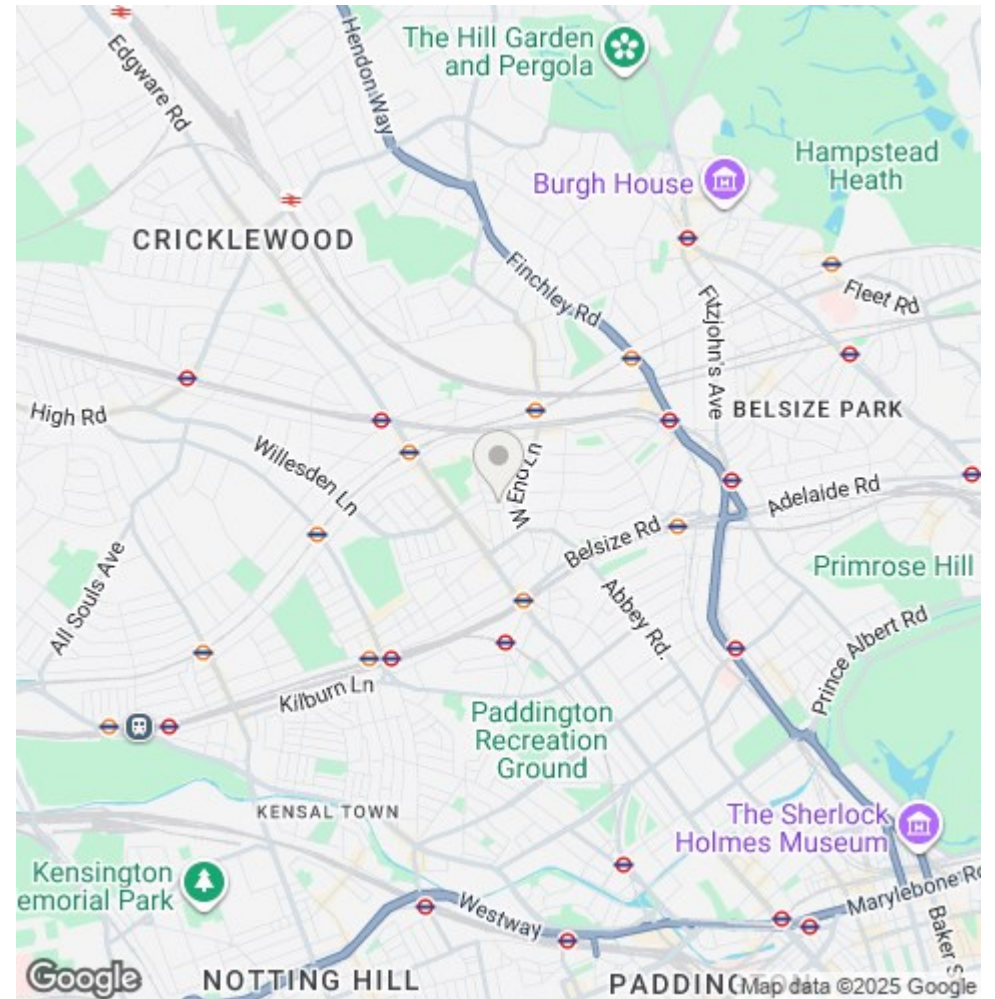 The Hill Garden
and Pergola
Edgware Rd
Hendon Way
Hampstead
Heath
Burgh House
CRICKLEWOOD
Finchley Rd
Fitzjohn's Ave
Fleet Rd
High Rd
BELSIZE PARK
Willesden Ln
W End Ln
Adelaide Rd
Belsize Rd
Primrose Hill
All Souls Ave
Abbey Rd.
Prince Albert Rd
Kilburn Ln
Paddington
Recreation
Ground
KENSAL TOWN
The Sherlock
Holmes Museum
Kensington
emorial Park
Westway
Marylebone Rd
Baker S
Google
NOTTING HILL
PADDINGTON
Map data ©2025 Google